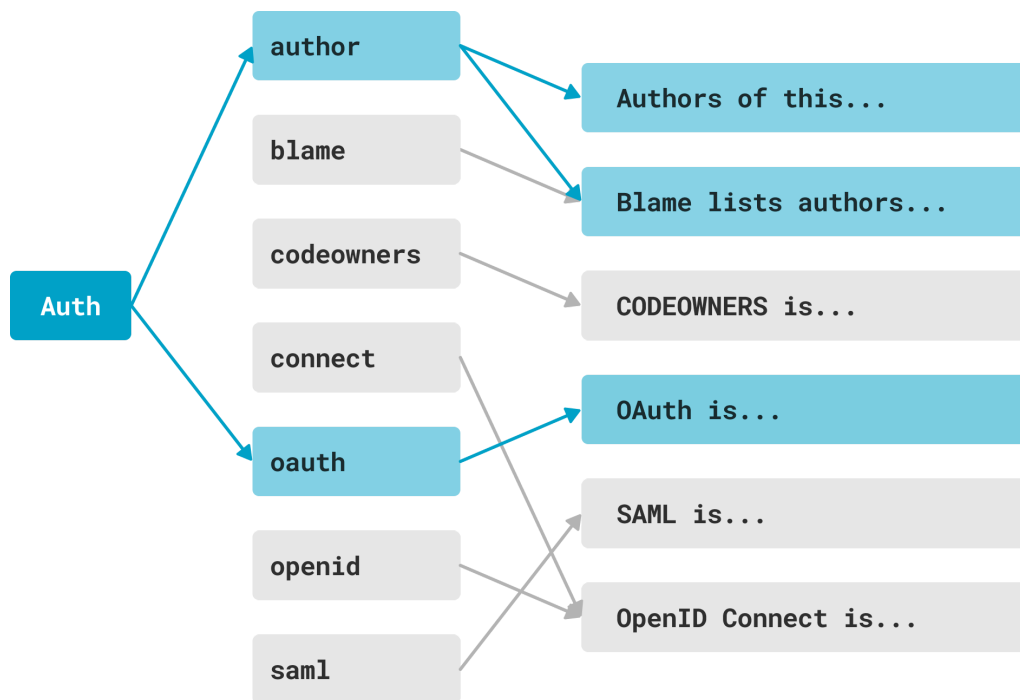 Auth
author
blame
codeowners
connect
oauth
openid
saml
Authors of this...
Blame lists authors...
CODEOWNERS is...
OAuth is...
SAML is...
OpenID Connect is...